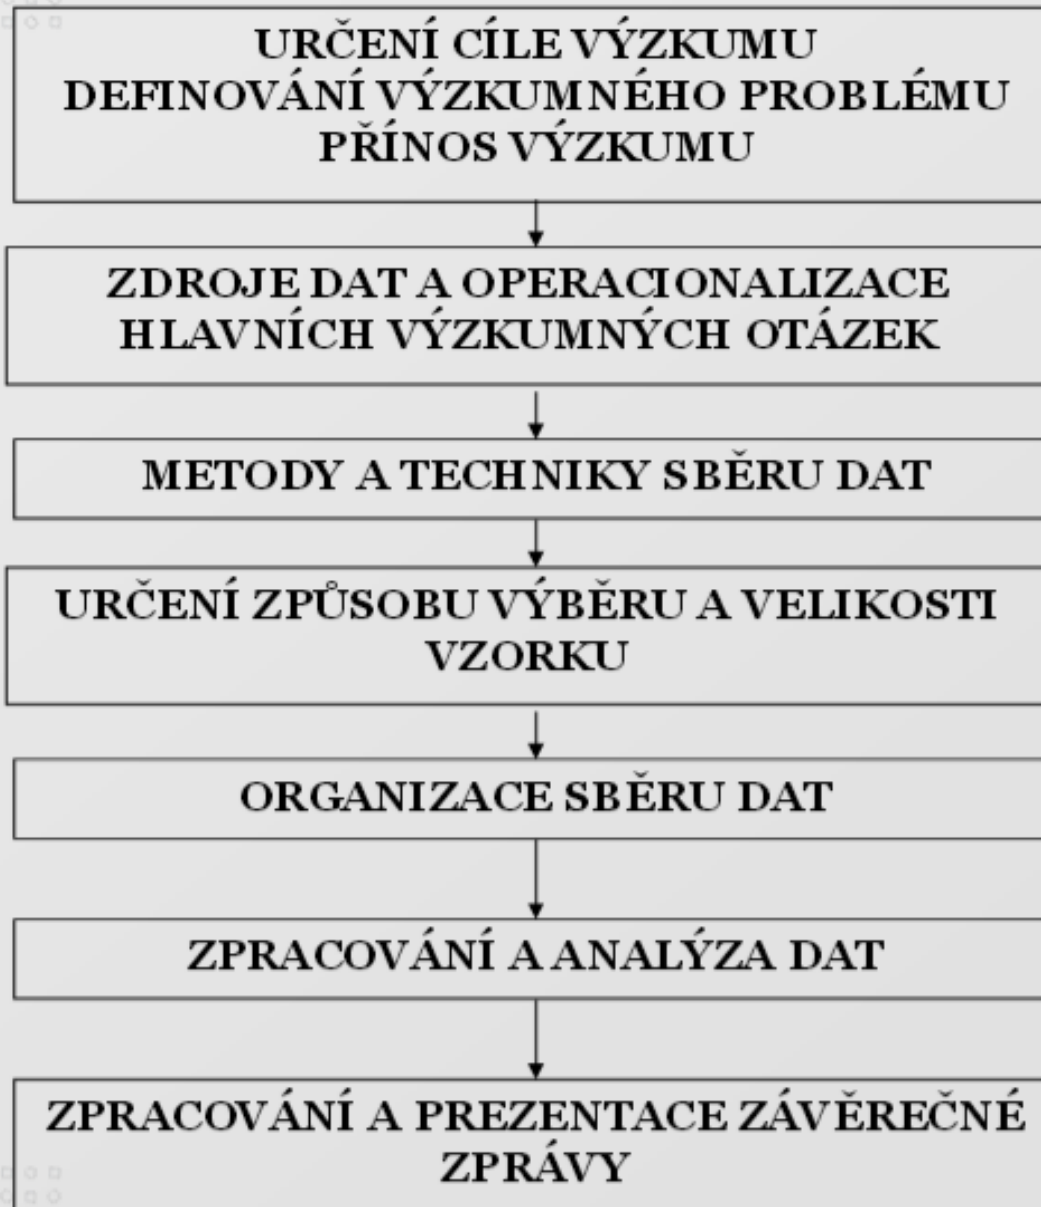 URČENÍ CÍLE VÝZKUMU
DEFINOVÁNÍ VÝZKUMNÉHO PROBLÉMU
PŘÍNOS VÝZKUMU
ZDROJE DAT A OPERACIONALIZACE
HLAVNÍCH VÝZKUMNÝCH OTÁZEK
METODY A TECHNIKY SBĚRU DAT
URČENÍ ZPŮSOBU VÝBĚRU A VELIKOSTI
VZORKU
ORGANIZACE SBĚRU DAT
ZPRACOVÁNÍ A ANALÝZA DAT
ZPRACOVÁNÍ A PREZENTACE ZÁVĚREČNÉ
ZPRÁVY